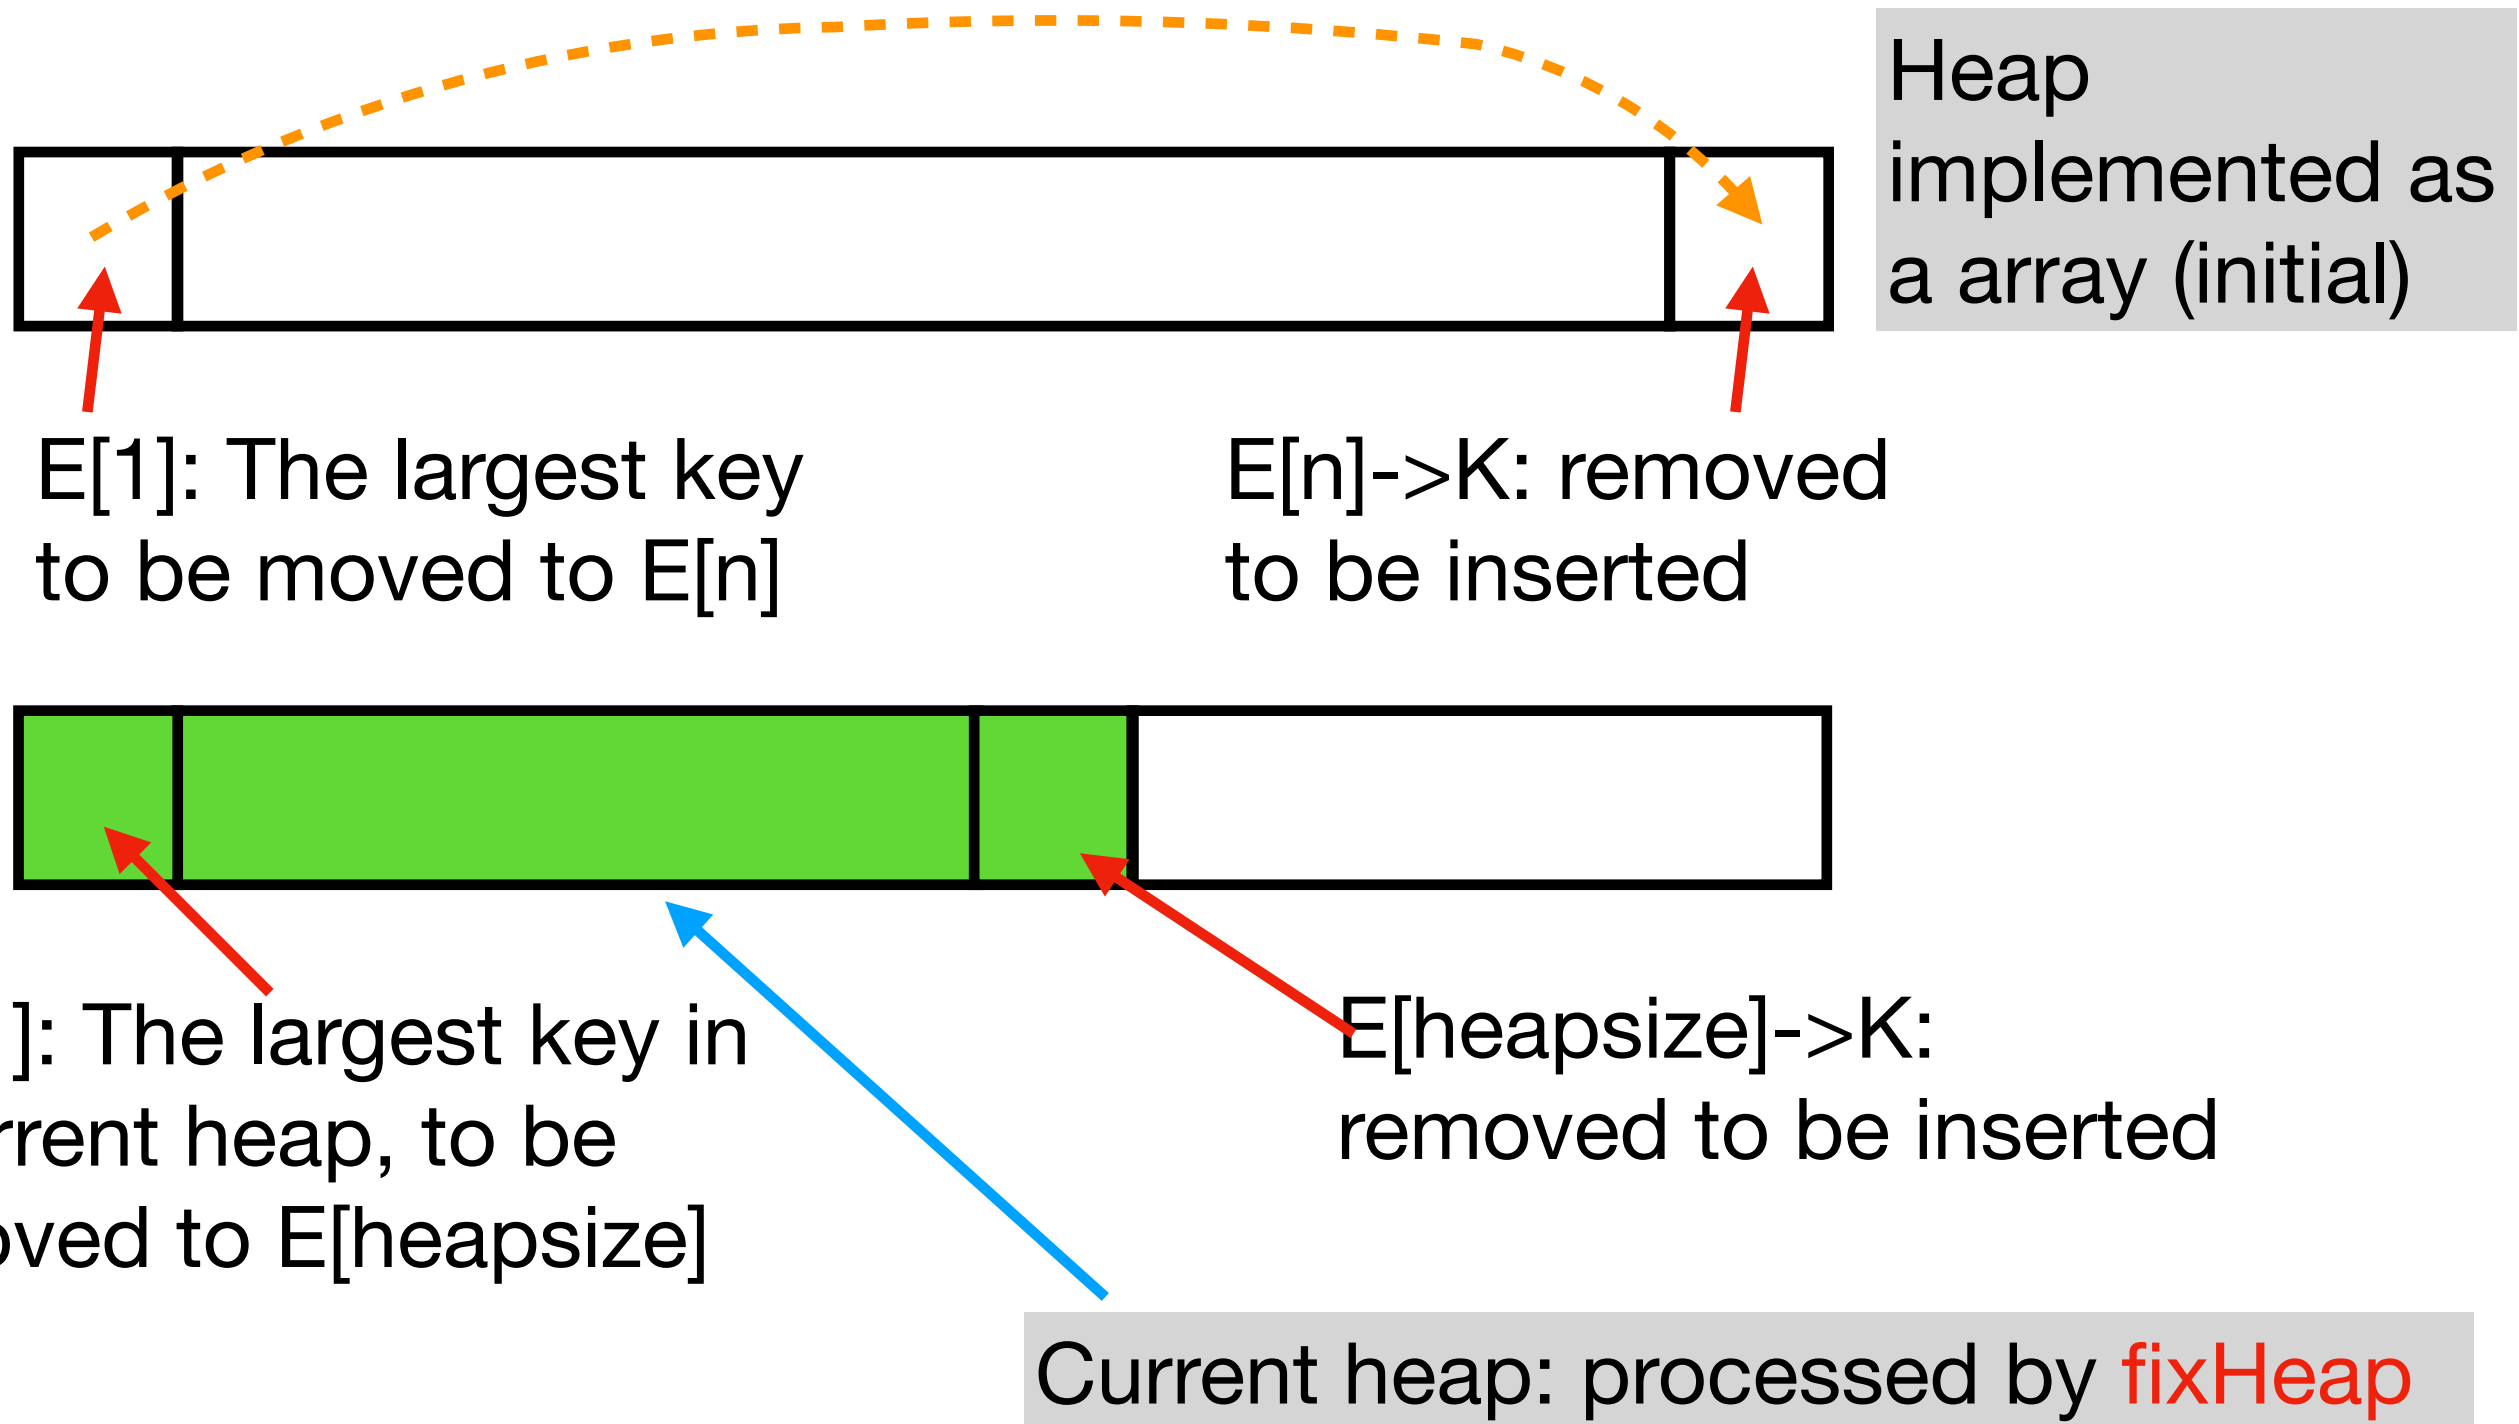 Heap
implemented as
a array (initial)
E[1]: The largest key
to be moved to E[n]
E[n]->K: removed
to be inserted
]: The largest key in
rrent heap, to be
oved to E[heapsize]
E[heapsize]->K:
removed to be inserted
Current heap: processed by fixHeap